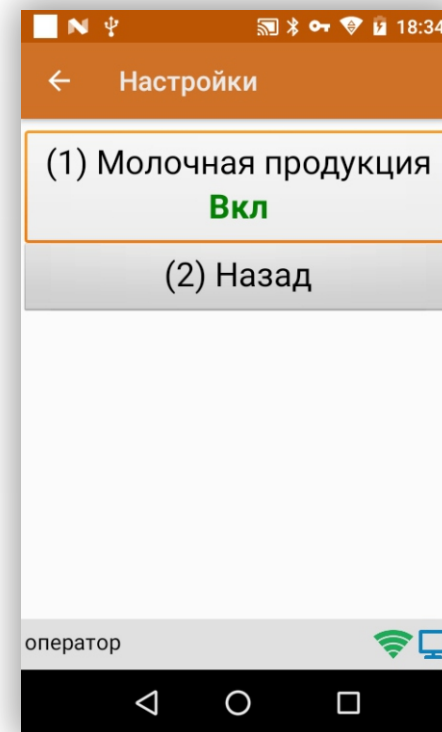 18:34
Настройки
(1) Молочная продукция
Вкл
(2) Назад
оператор